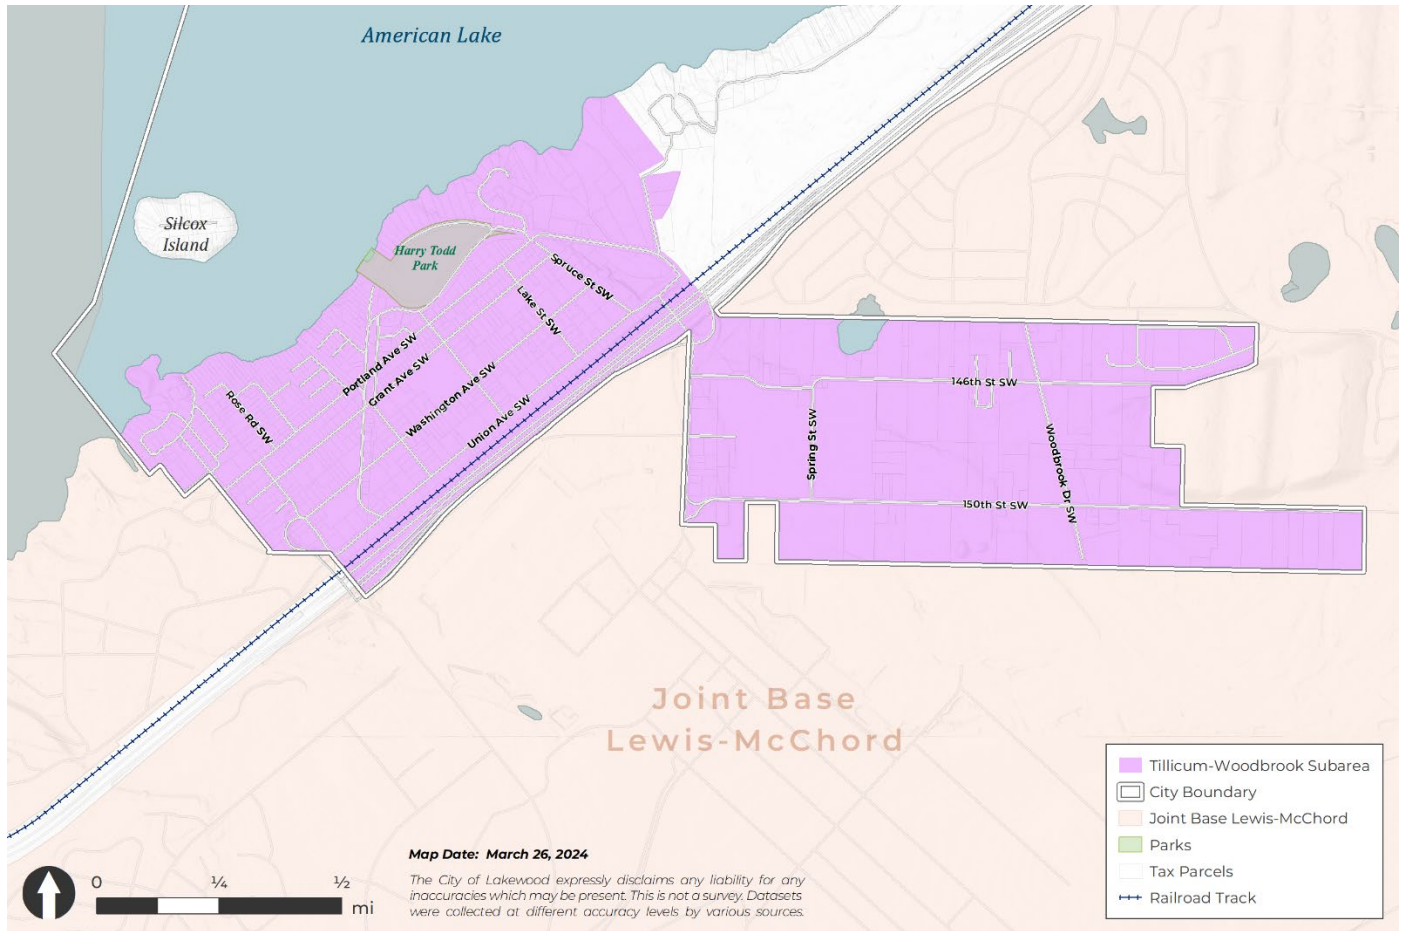 American Lake
Silcox
Island
Harry Todd
Park
Spruce St SW
Lake St SW
Portland Ave SW
Grant Ave SW
Washington Ave SW
Union Ave SW
Rose Rd SW
146th St SW
Spring St SW
Woodbrook Dr SW
150th St SW
Joint Base
Lewis-McChord
Tillicum-Woodbrook Subarea
City Boundary
Joint Base Lewis-McChord
Parks
Tax Parcels
Railroad Track
0 ¼ ½
mi
Map Date: March 26, 2024
The City of Lakewood expressly disclaims any liability for any
inaccuracies which may be present. This is not a survey. Datasets
were collected at different accuracy levels by various sources.